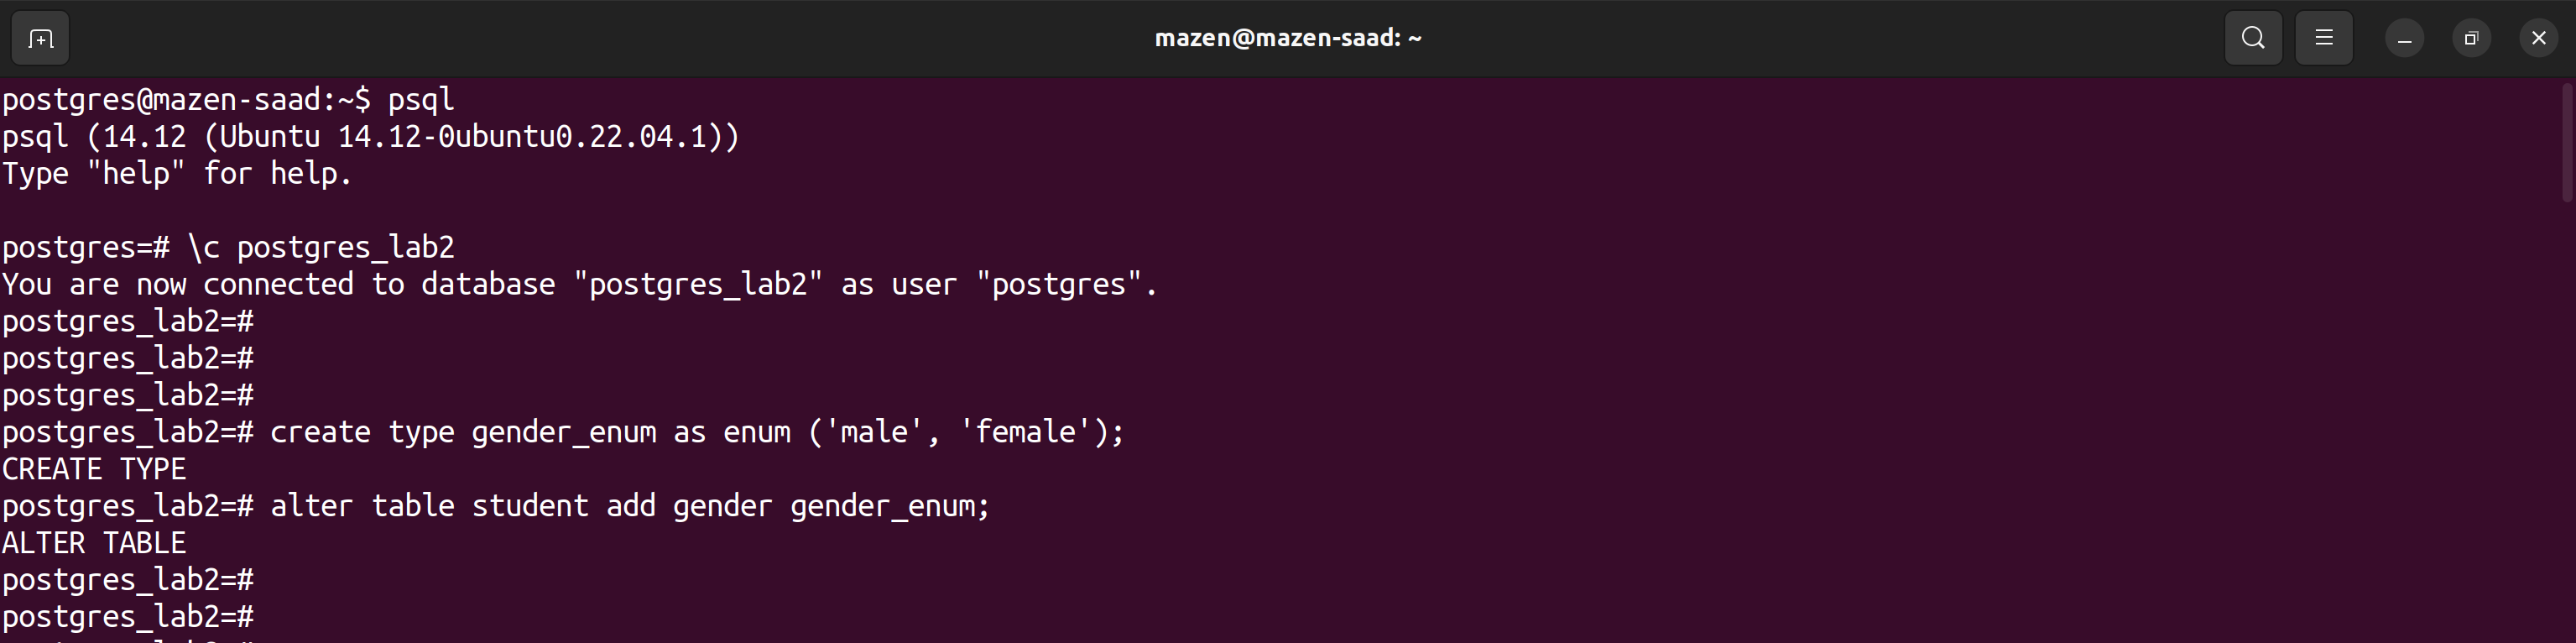 mazen@mazen-saad: ~
postgres@mazen-saad:~$ psql
psql (14.12 (Ubuntu 14.12-0ubuntu0.22.04.1))
Type "help" for help.
postgres=# \c postgres_lab2
You are now connected to database "postgres_lab2" as user "postgres".
postgres_lab2=#
postgres_lab2=#
postgres_lab2=#
postgres_lab2=# create type gender_enum as enum ('male', 'female');
CREATE TYPE
postgres_lab2=# alter table student add gender gender_enum;
ALTER TABLE
postgres_lab2=#
postgres_lab2=#